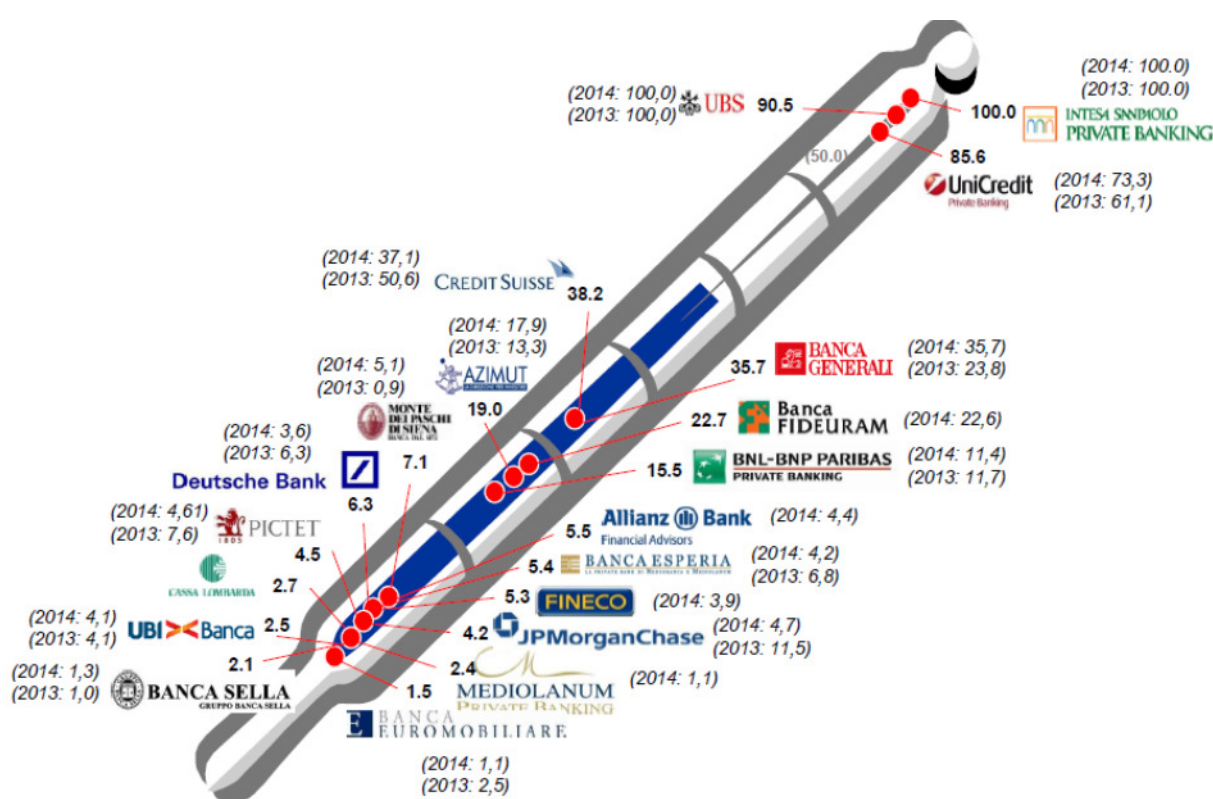 (2014: 100,0)
(2013: 100,0)
UBS
90.5
(2014: 100.0)
(2013: 100.0)
100.0
INTESA SANPAOLO
PRIVATE BANKING
(50.0)
85.6
UniCredit
Private Banking
(2014: 73,3)
(2013: 61,1)
(2014: 37,1)
(2013: 50,6)
CREDIT SUISSE
38.2
(2014: 17,9)
(2013: 13,3)
AZIMUT
19.0
(2014: 5,1)
(2013: 0,9)
MONTE
DEI PASCHI
DI SIENA
BANCA DAL 1472
7.1
35.7
BANCA
GENERALI
(2014: 35,7)
(2013: 23,8)
22.7
Banca
FIDEURAM
(2014: 22,6)
15.5
BNL-BNP PARIBAS
PRIVATE BANKING
(2014: 11,4)
(2013: 11,7)
(2014: 3,6)
(2013: 6,3)
Deutsche Bank
6.3
(2014: 4,61)
(2013: 7,6)
PICTET
1805
4.5
5.5
Allianz Bank
Financial Advisors
(2014: 4,4)
5.4
BANCA ESPERIA
(2014: 4,2)
(2013: 6,8)
CASSA LOMBARDA
2.7
5.3
FINECO
(2014: 3,9)
(2014: 4,1)
(2013: 4,1)
UBI Banca
2.5
4.2
JPMorganChase
(2014: 4,7)
(2013: 11,5)
(2014: 1,3)
(2013: 1,0)
BANCA SELLA
GRUPPO BANCA SELLA
2.1
2.4
MEDIOLANUM
PRIVATE BANKING
(2014: 1,1)
1.5
E BANCA
EUROMOBILIARE
(2014: 1,1)
(2013: 2,5)